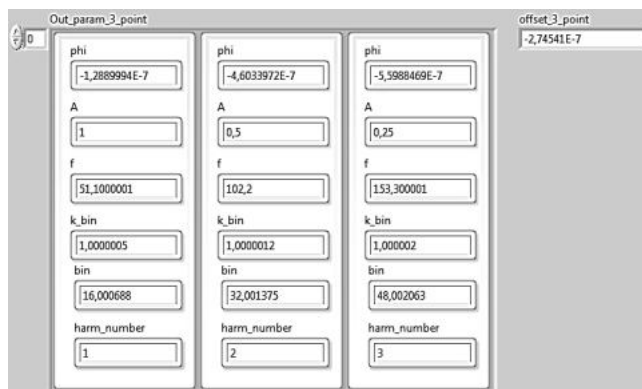 Out_param_3_point offset_3_point
0 -2,74541E-7
phi phi phi
-1,2889994E-7 -4,6033972E-7 -5,5988469E-7
A A A
1 0,5 0,25
f f f
51,1000001 102,2 153,300001
k_bin k_bin k_bin
1,0000005 1,0000012 1,000002
bin bin bin
16,000688 32,001375 48,002063
harm_number harm_number harm_number
1 2 3